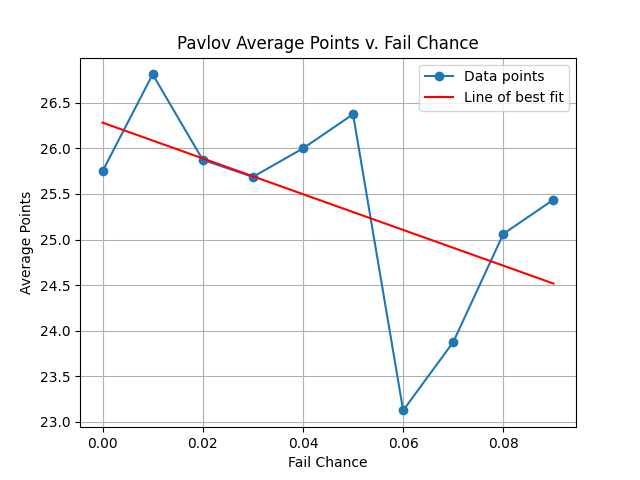 Pavlov Average Points v. Fail Chance
Data points
Line of best fit
26.5
26.0
25.5
25.0
24.5
24.0
23.5
23.0
Average Points
0.00 0.02 0.04 0.06 0.08
Fail Chance